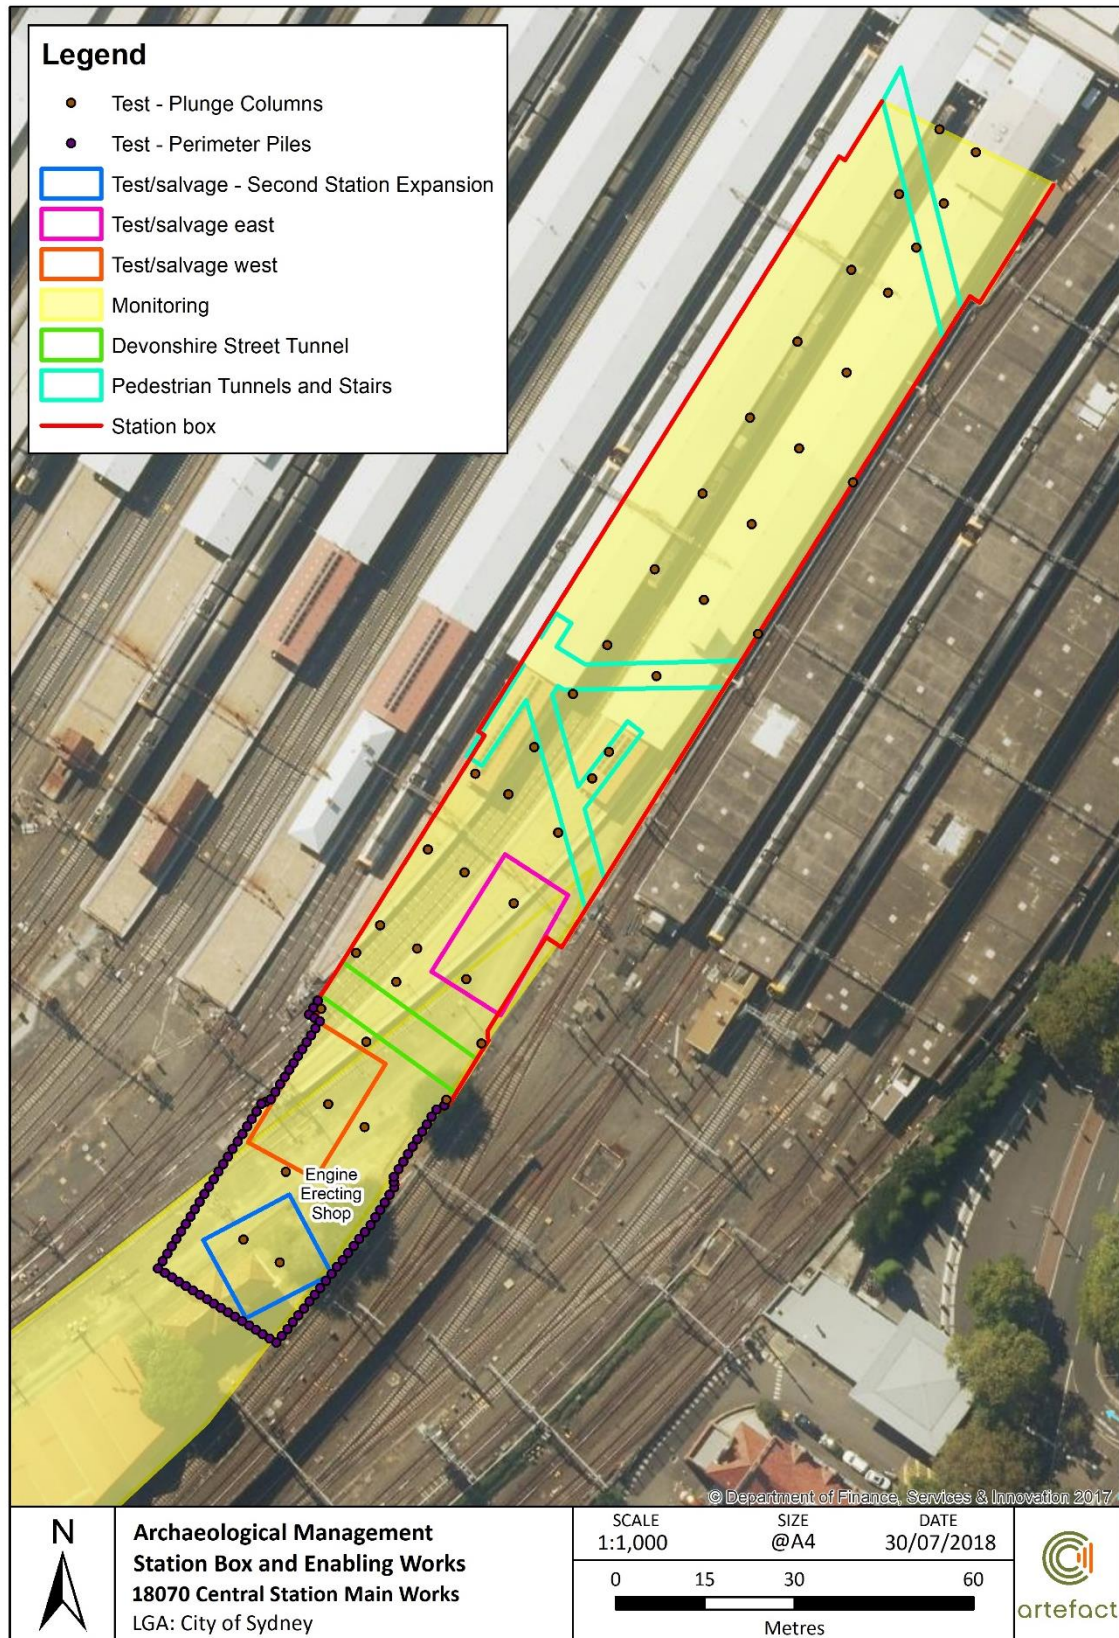 Legend
Test - Plunge Columns
Test - Perimeter Piles
Test/salvage - Second Station Expansion
Test/salvage east
Test/salvage west
Monitoring
Devonshire Street Tunnel
Pedestrian Tunnels and Stairs
Station box
Engine
Erecting
Shop
© Department of Finance, Services & Innovation 2017
N
Archaeological Management
Station Box and Enabling Works
18070 Central Station Main Works
LGA: City of Sydney
SCALE
1:1,000
SIZE
@A4
DATE
30/07/2018
0 15 30 60
Metres
artefact